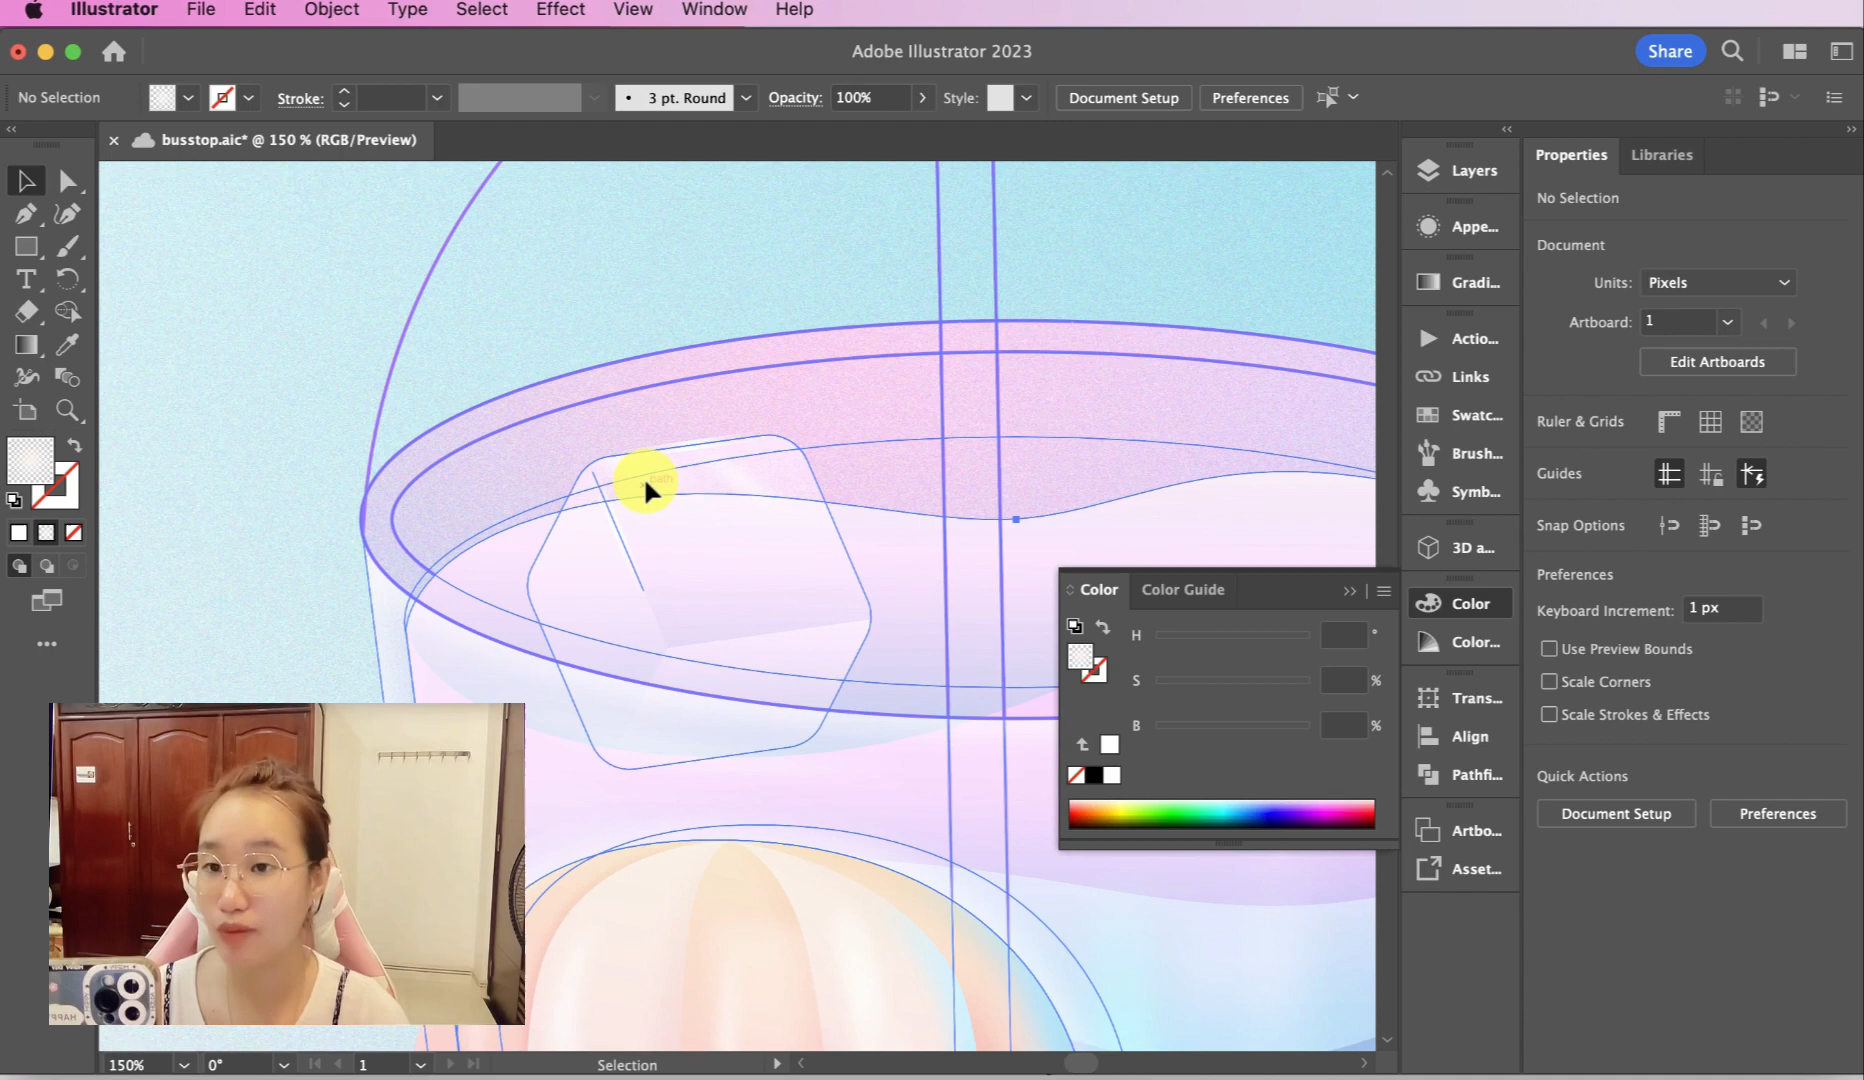 Illustrator File Edit Object Type Select Effect View Window Help
Adobe Illustrator 2023
Share
No Selection
Stroke:
3 pt. Round
Opacity: 100%
Style:
Document Setup
Preferences
busstop.aic* @ 150 % (RGB/Preview)
path
Color
Color Guide
H °
S %
B %
Layers
Appe...
Gradi...
Actio...
Links
Swatc...
Brush...
Symb...
3D a...
Color
Color...
Trans...
Align
Pathfi...
Artbo...
Asset...
Properties
Libraries
No Selection
Document
Units: Pixels
Artboard: 1
Edit Artboards
Ruler & Grids
Guides
Snap Options
Preferences
Keyboard Increment: 1 px
Use Preview Bounds
Scale Corners
Scale Strokes & Effects
Quick Actions
Document Setup
Preferences
150% 0° 1 Selection